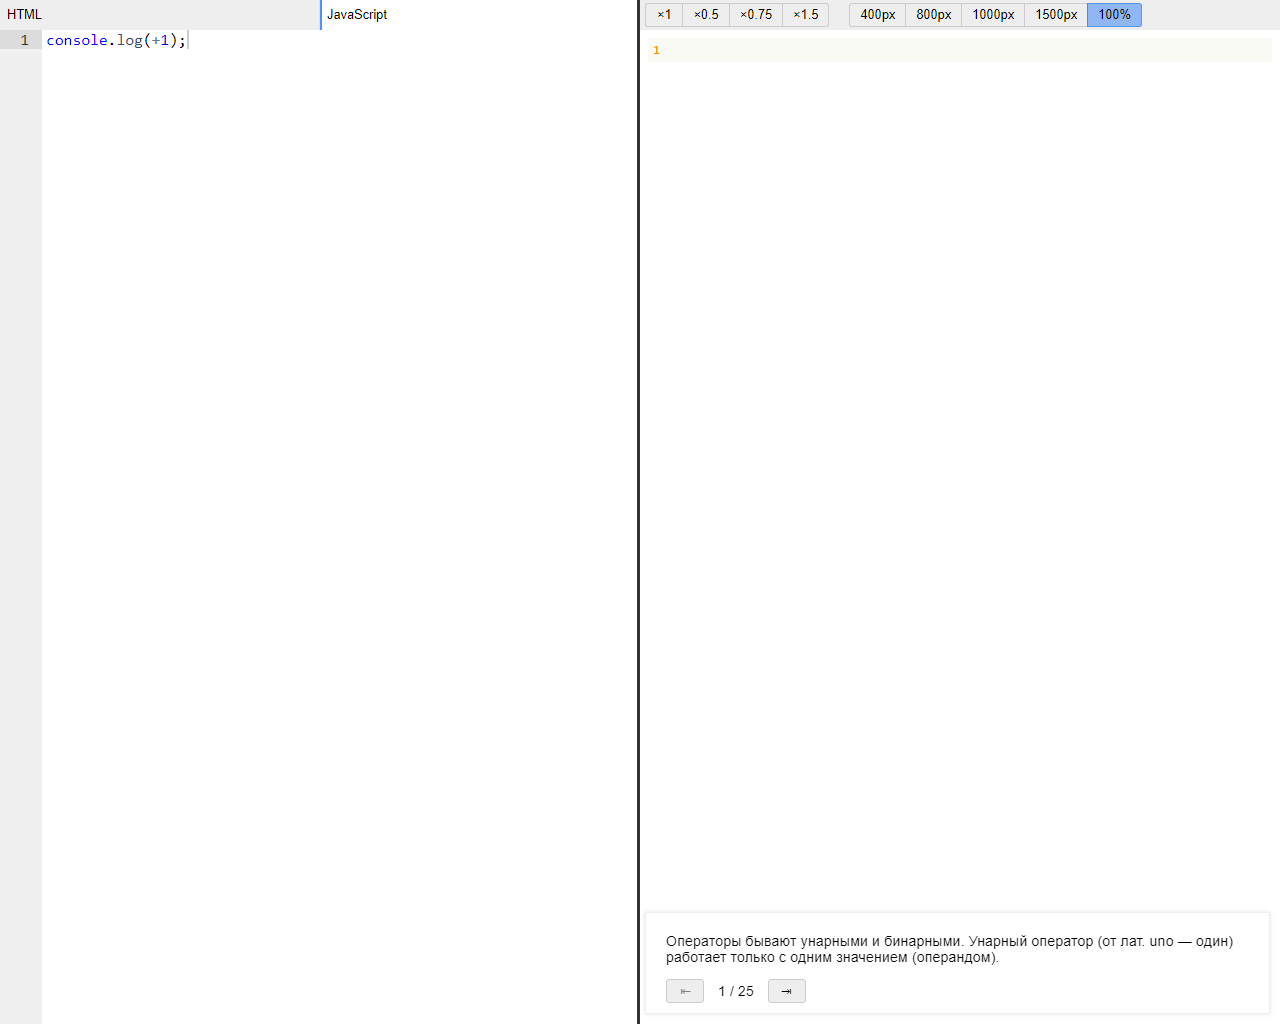 HTML
JavaScript
×1 ×0.5 ×0.75 ×1.5 400px 800px 1000px 1500px 100%
1 console.log(+1);
1
Операторы бывают унарными и бинарными. Унарный оператор (от лат. uno — один)
работает только с одним значением (операндом).
⇤ 1 / 25 ⇥